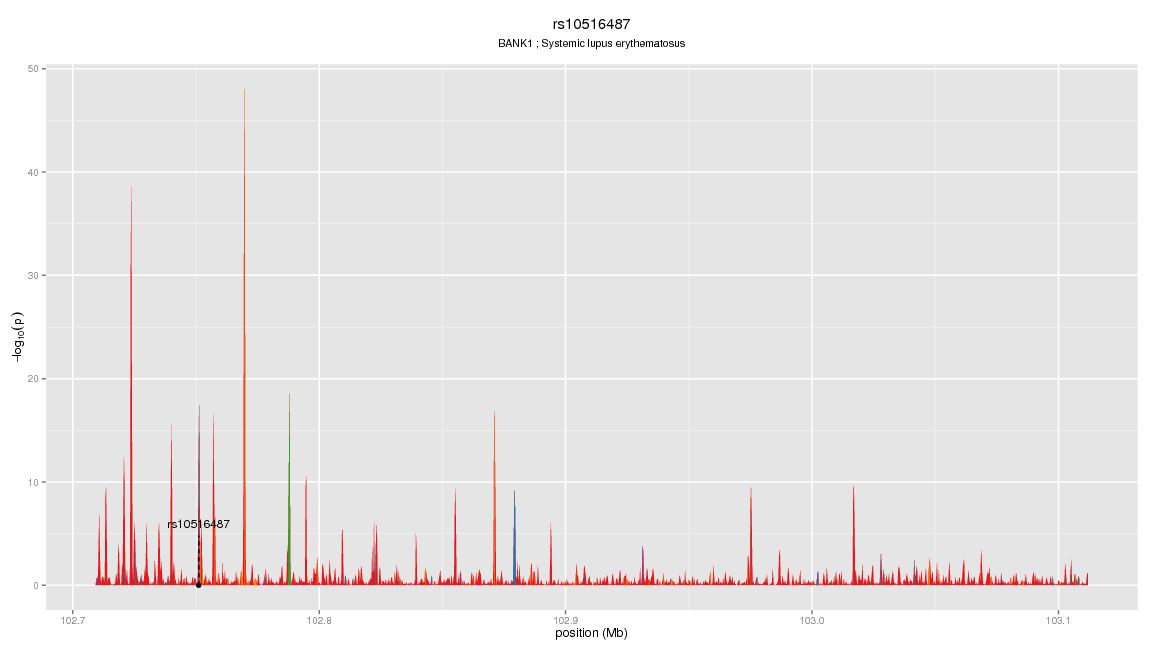 rs10516487
BANK1 ; Systemic lupus erythematosus
50
40
30
20
10
0
−log10(p)
rs10516487
102.7 102.8 102.9 103.0 103.1
position (Mb)